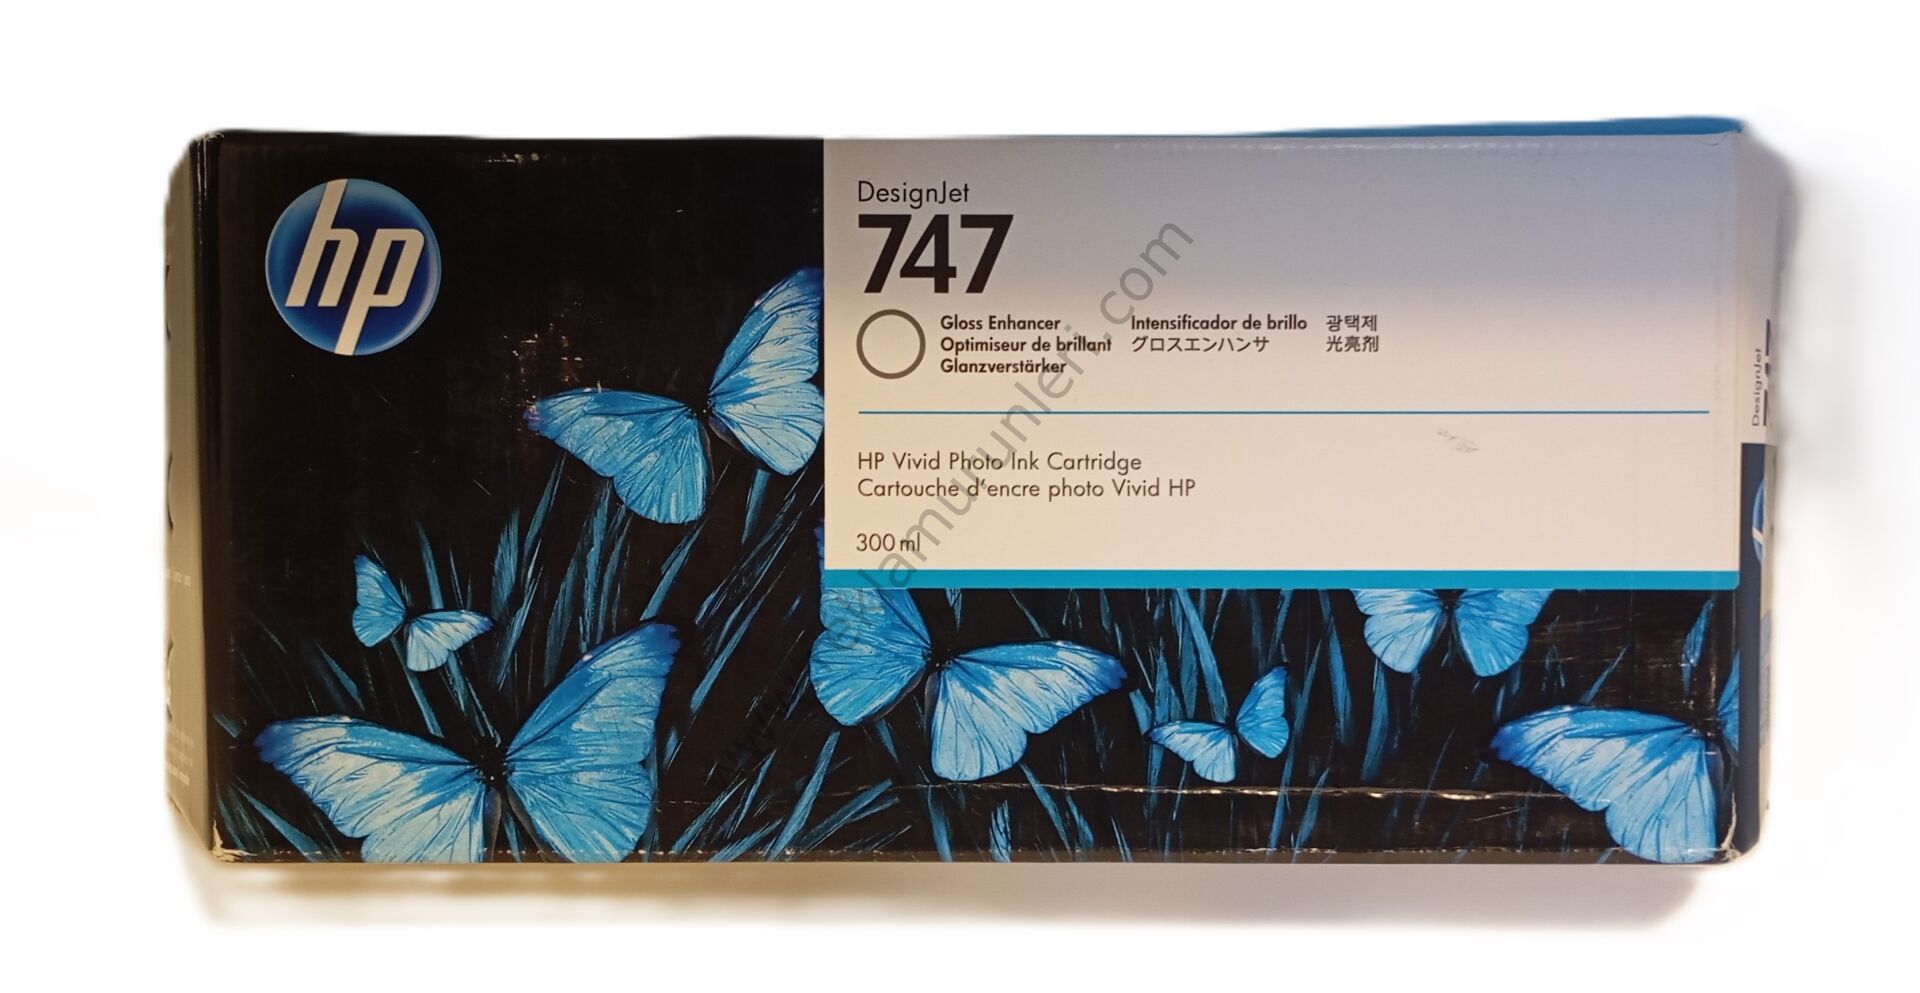 hp
DesignJet
747
Gloss Enhancer
Optimiseur de brillant
Glanzverstärker
Intensificador de brillo
グロスエンハンサ
광택제
光亮剂
HP Vivid Photo Ink Cartridge
Cartouche d'encre photo Vivid HP
300 ml
DesignJet